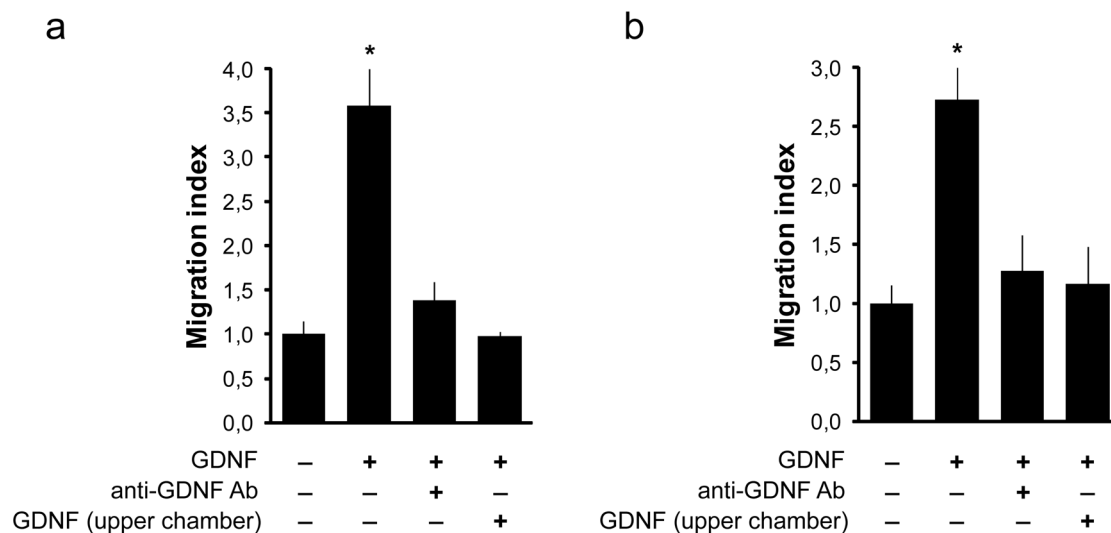 a
*
4,0
3,5
3,0
2,5
2,0
1,5
1,0
0,5
0,0
Migration index
GDNF – + + +
anti-GDNF Ab – – + –
GDNF (upper chamber) – – – +
b
*
3,0
2,5
2,0
1,5
1,0
0,5
0,0
Migration index
GDNF – + + +
anti-GDNF Ab – – + –
GDNF (upper chamber) – – – +